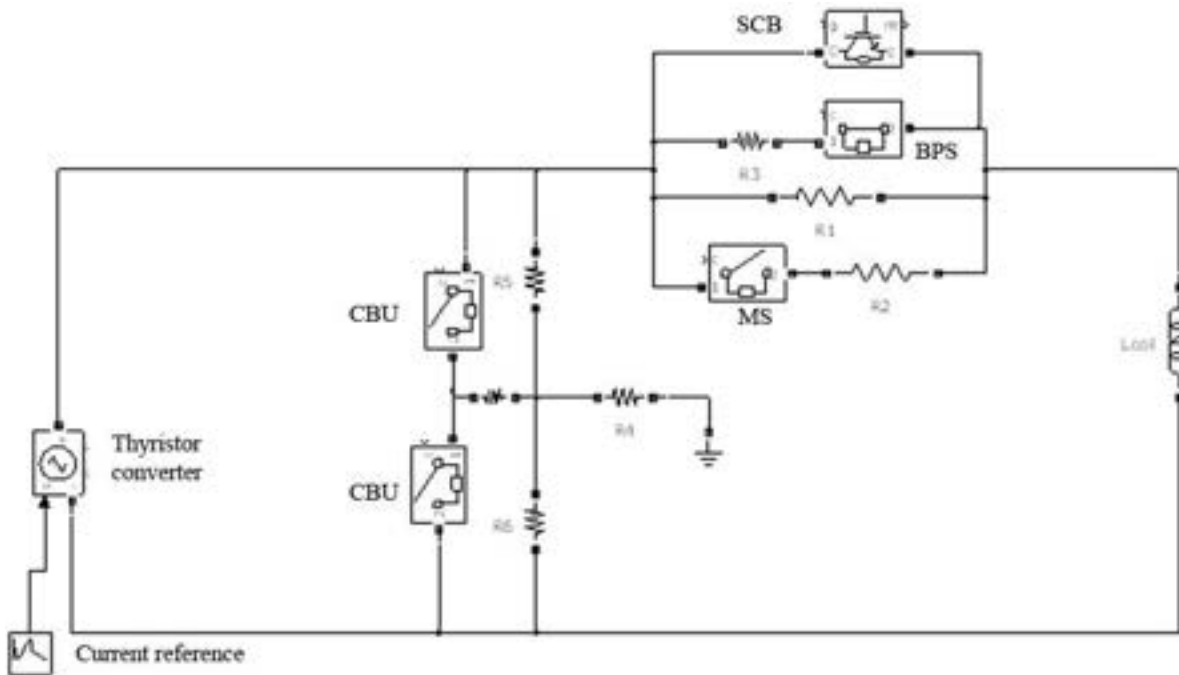 SCB
BPS
R3
R1
MS
R2
R5
CBU
R4
Thyristor
converter
CBU
R6
Current reference